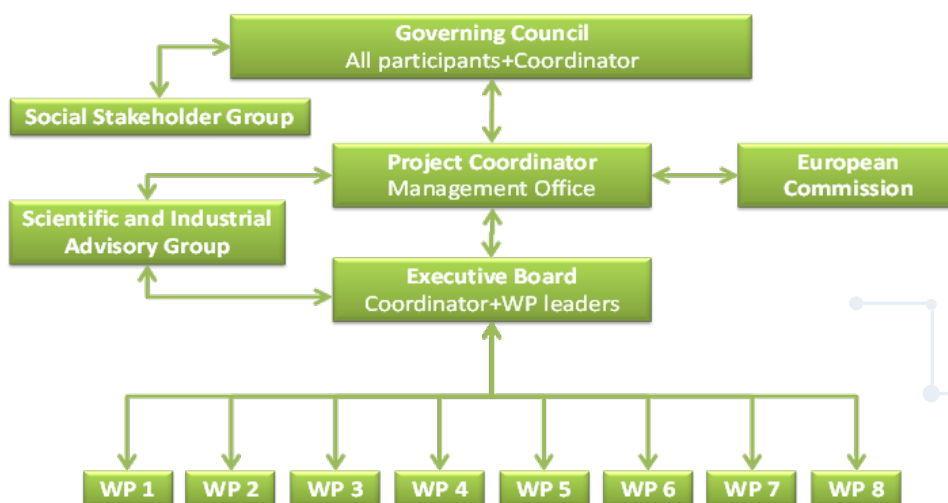 Governing Council
All participants+Coordinator
Social Stakeholder Group
Project Coordinator
Management Office
European
Commission
Scientific and Industrial
Advisory Group
Executive Board
Coordinator+WP leaders
WP 1
WP 2
WP 3
WP 4
WP 5
WP 6
WP 7
WP 8